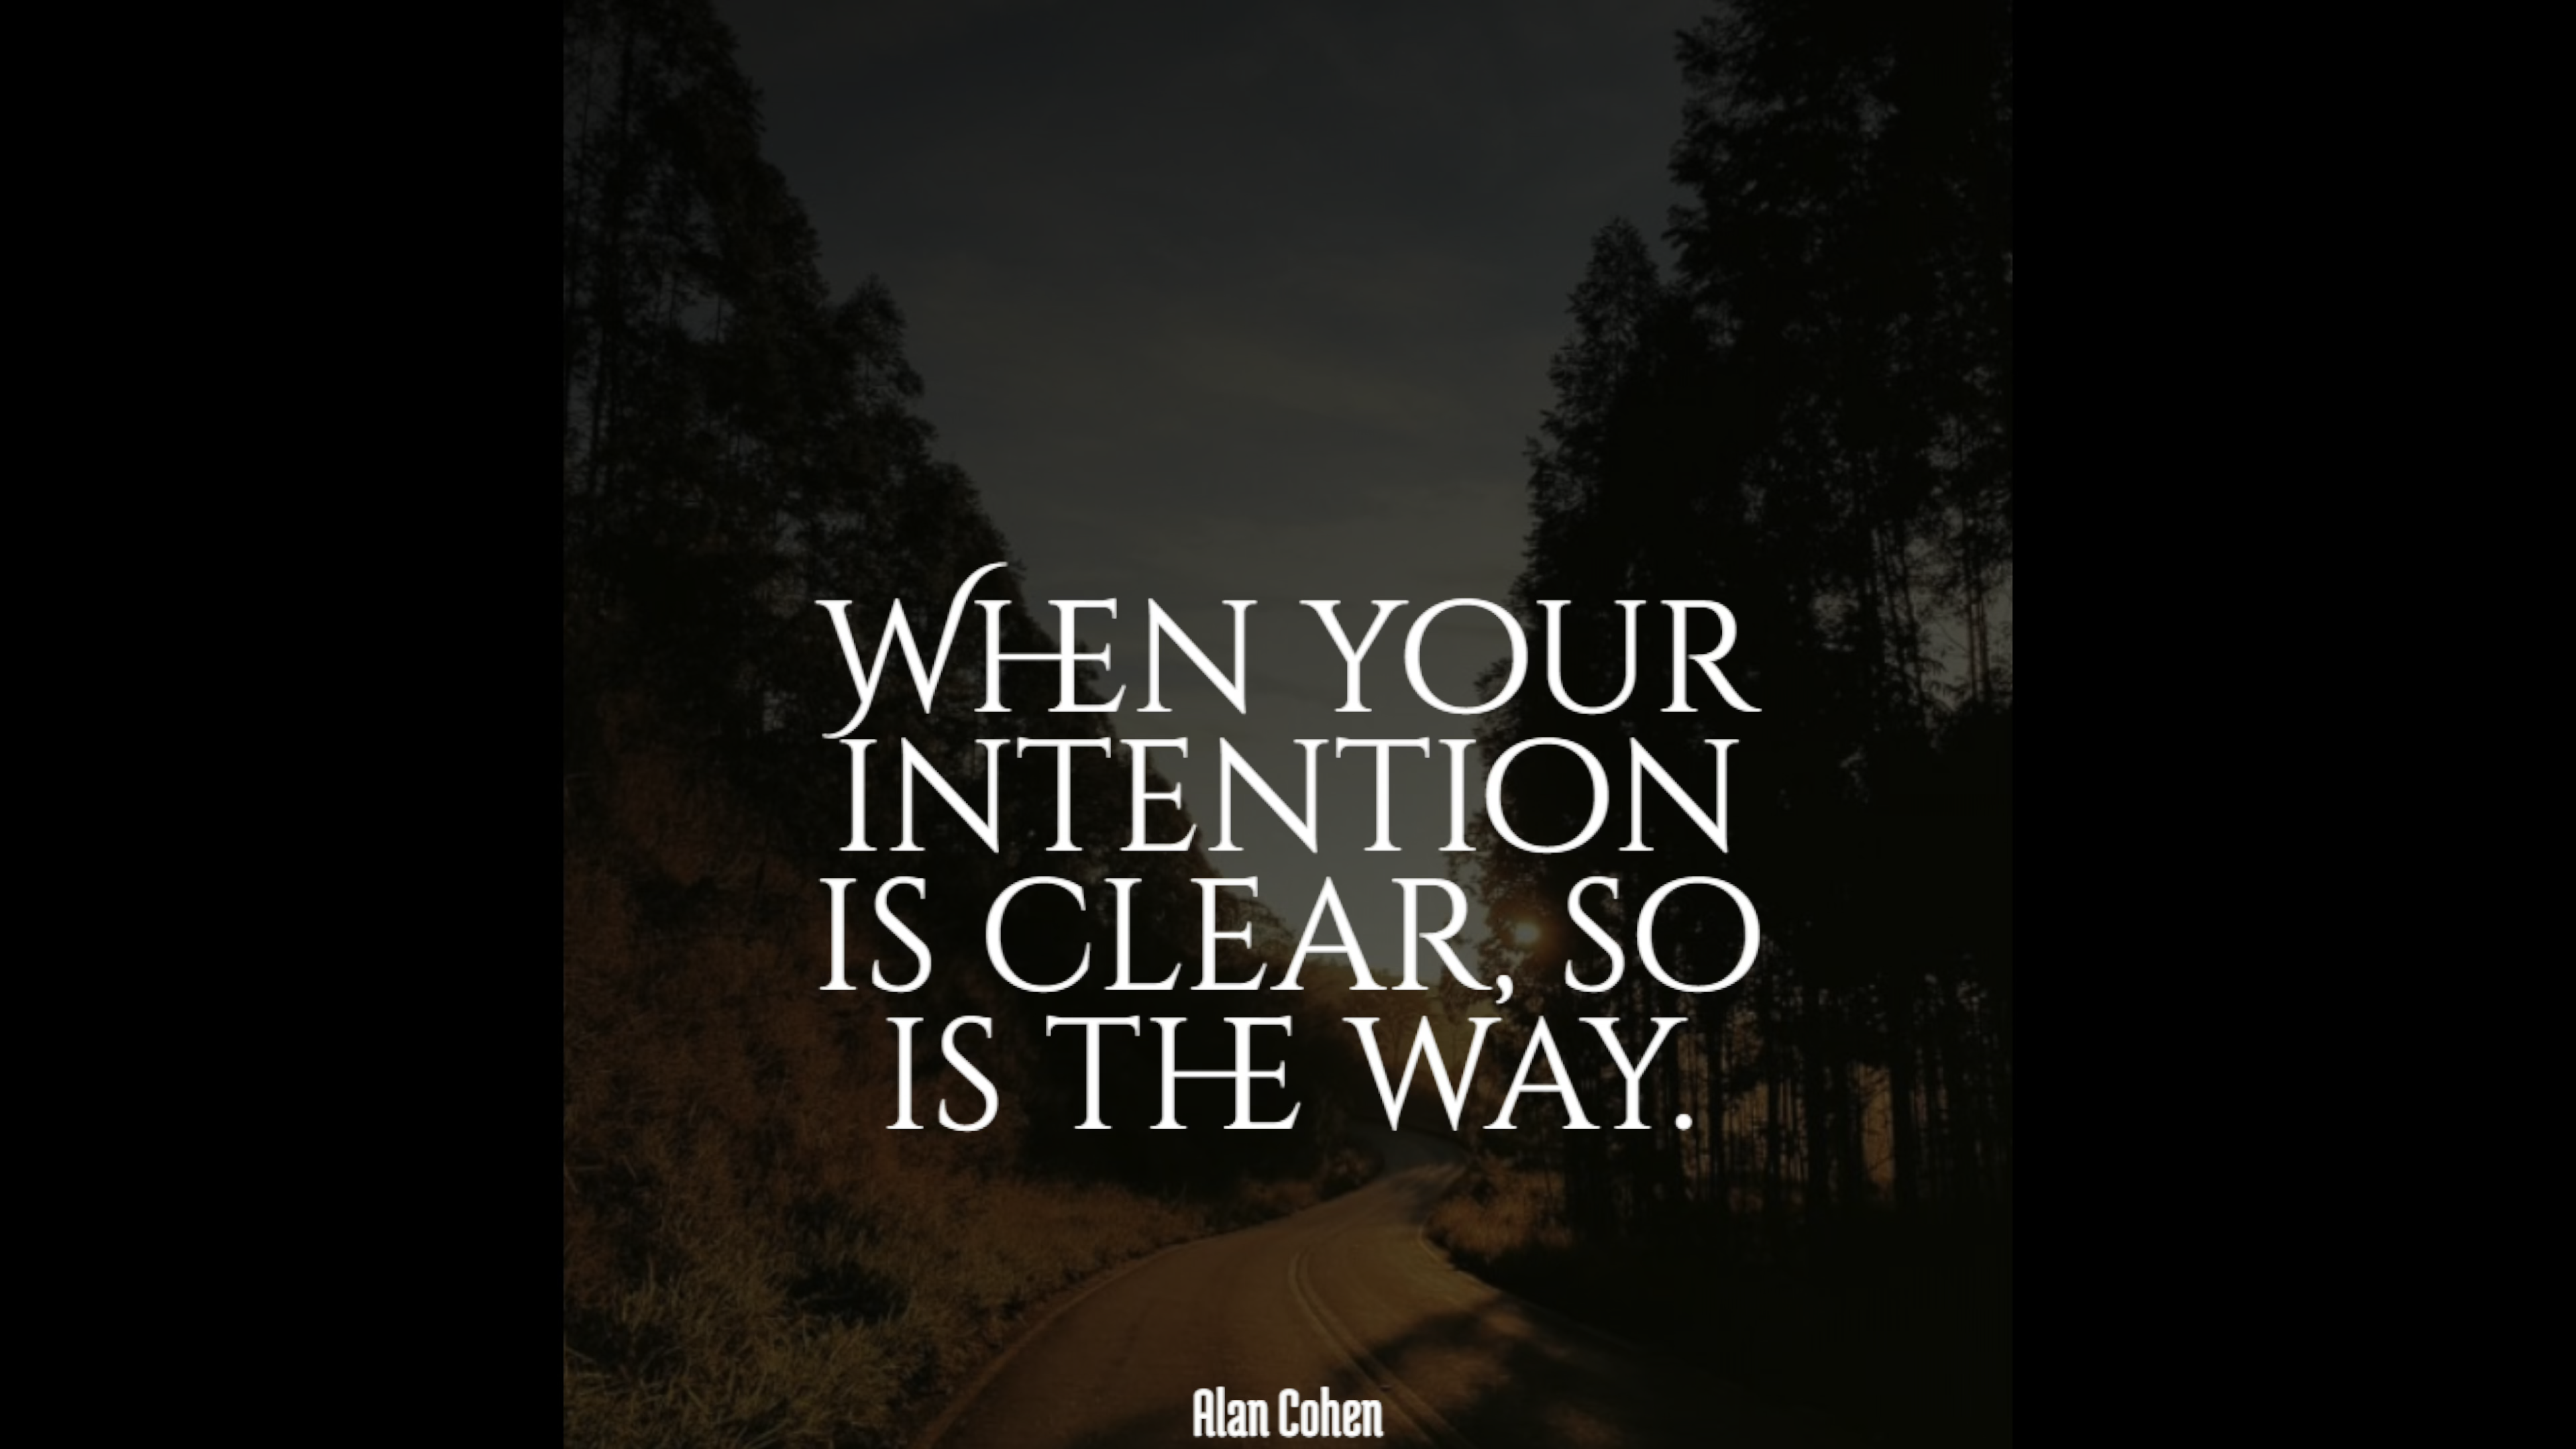 When your
intention
is clear, so
is the way.
Alan Cohen